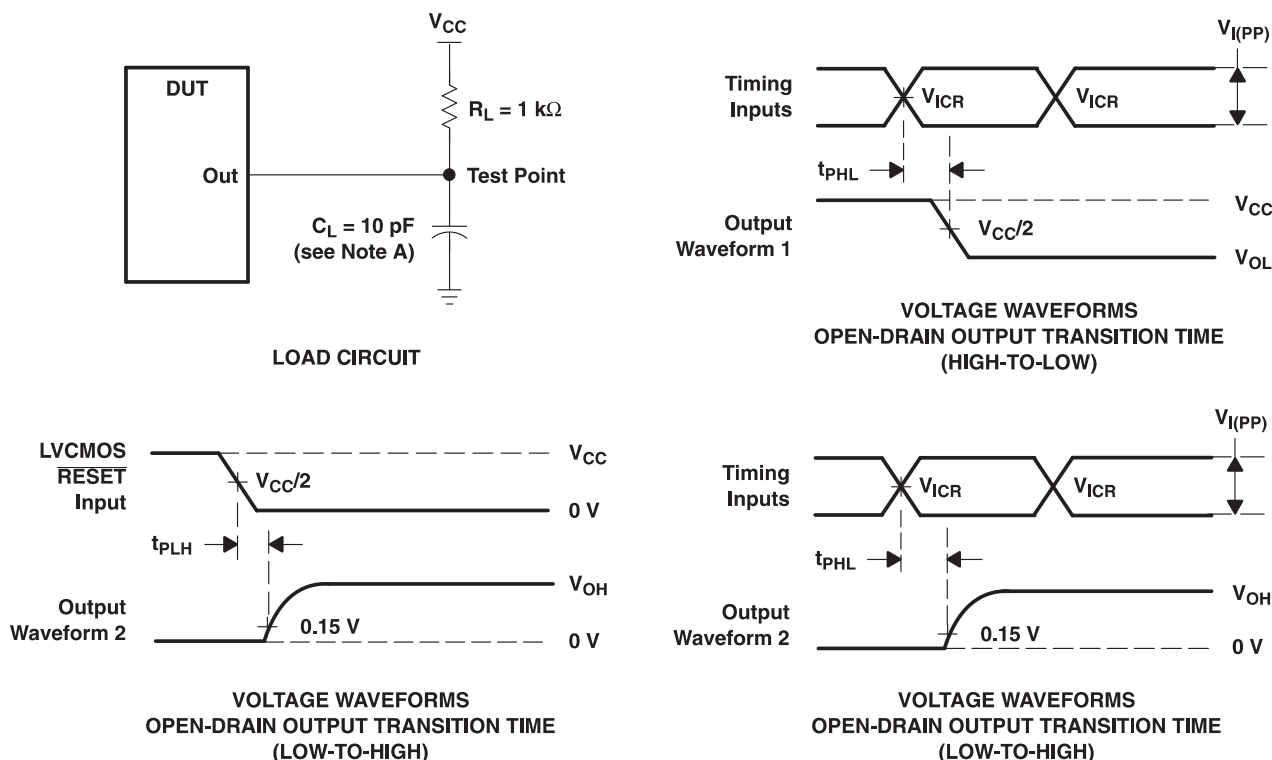 VCC
DUT
RL = 1 kΩ
Out
Test Point
CL = 10 pF
(see Note A)
LOAD CIRCUIT
VI(PP)
Timing
Inputs
VICR
VICR
tPHL
VCC
Output
Waveform 1
VCC/2
VOL
VOLTAGE WAVEFORMS
OPEN-DRAIN OUTPUT TRANSITION TIME
(HIGH-TO-LOW)
LVCMOS
RESET
Input
VCC
VCC/2
0 V
tPLH
VOH
Output
Waveform 2
0.15 V
0 V
VOLTAGE WAVEFORMS
OPEN-DRAIN OUTPUT TRANSITION TIME
(LOW-TO-HIGH)
VI(PP)
Timing
Inputs
VICR
VICR
tPHL
VOH
Output
Waveform 2
0.15 V
0 V
VOLTAGE WAVEFORMS
OPEN-DRAIN OUTPUT TRANSITION TIME
(LOW-TO-HIGH)